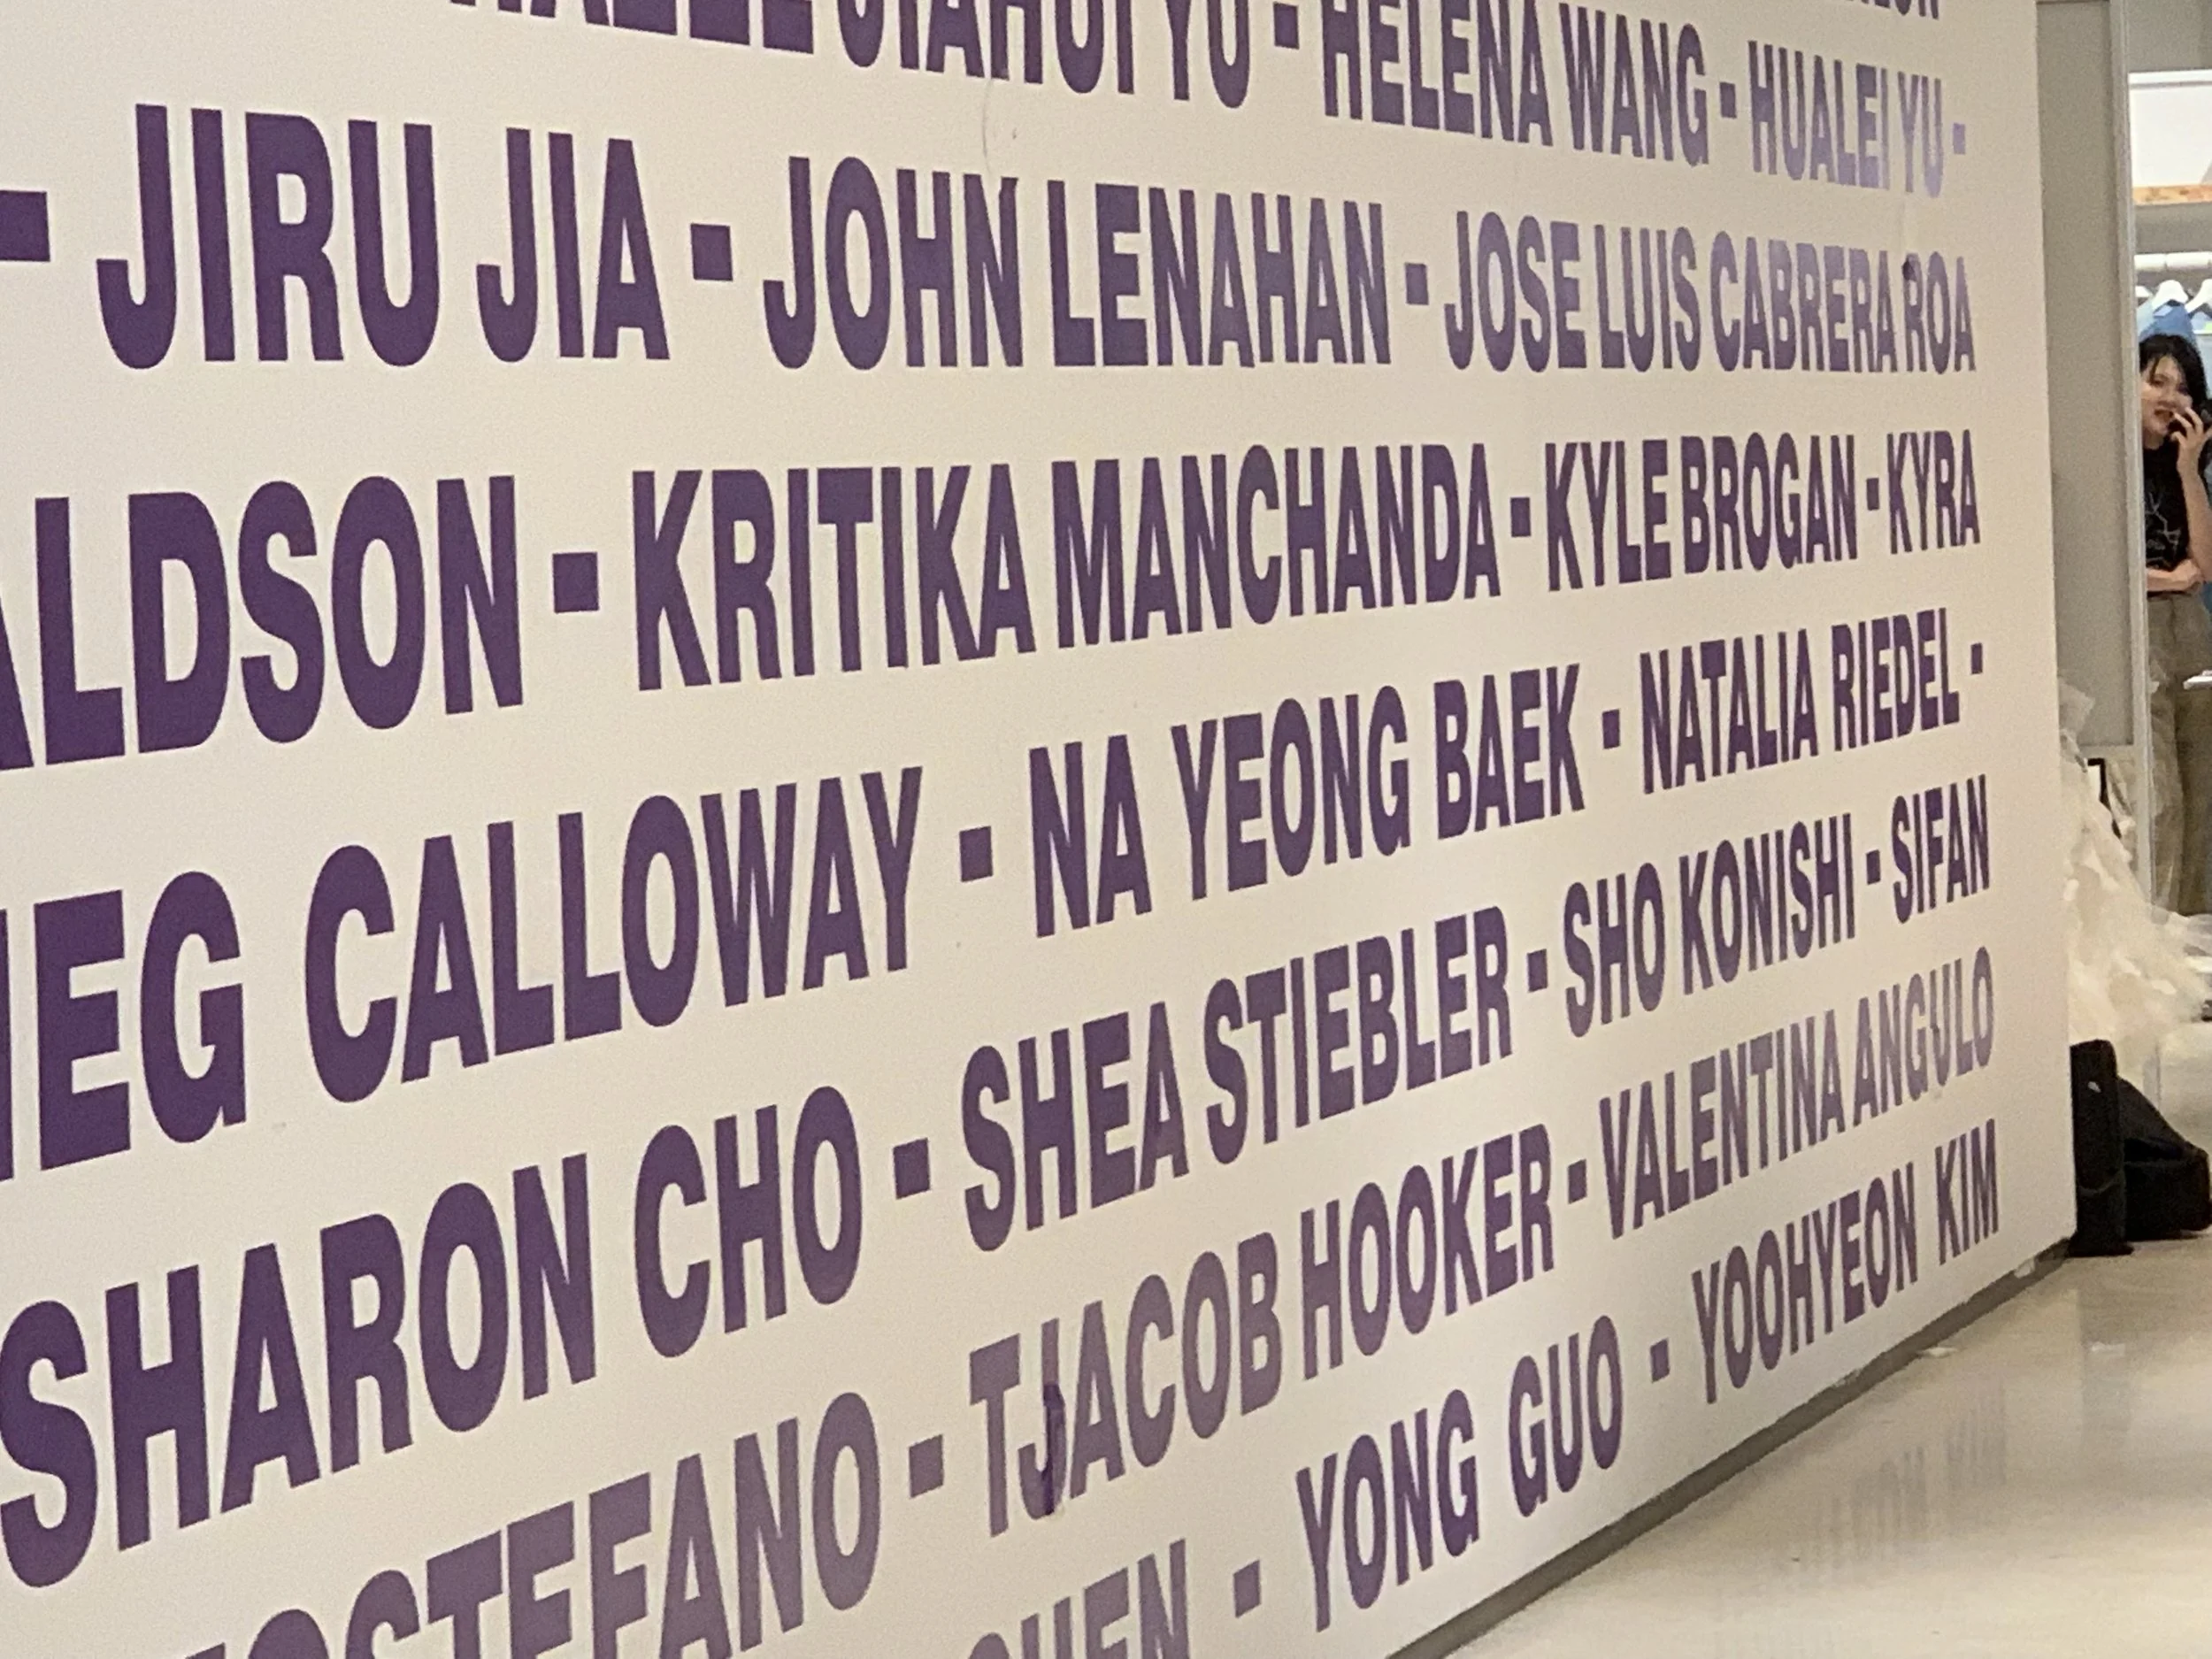 JIAHUI YU - HELENA WANG - HUALEI YU -
- JIRU JIA - JOHN LENAHAN - JOSE LUIS CABRERA ROA
ALDSON - KRITIKA MANCHANDA - KYLE BROGAN - KYRA
MEG CALLOWAY - NA YEONG BAEK - NATALIA RIEDEL -
SHARON CHO - SHEA STIEBLER - SHO KONISHI - SIFAN
STEFANO - TJACOB HOOKER - VALENTINA ANGULO
CHEN - YONG GUO - YOOHYEON KIM